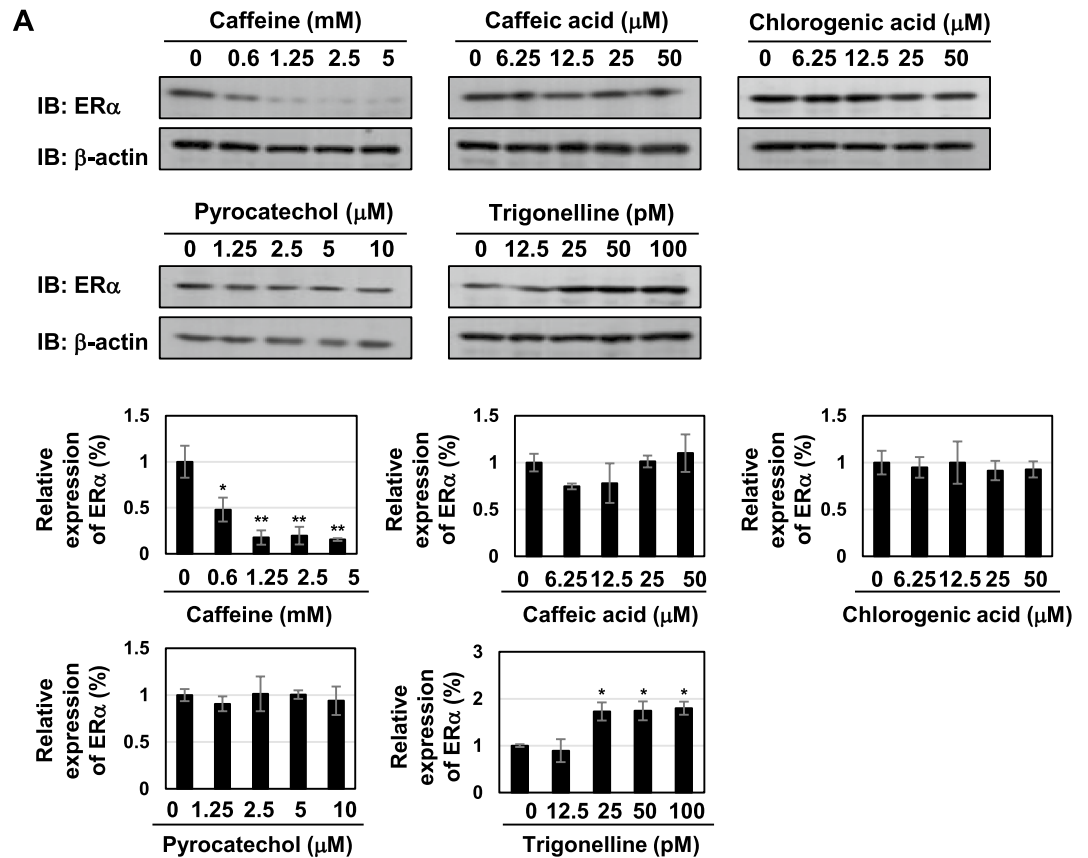 A
Caffeine (mM)
0 0.6 1.25 2.5 5
IB: ERα
IB: β-actin
Caffeic acid (μM)
0 6.25 12.5 25 50
Chlorogenic acid (μM)
0 6.25 12.5 25 50
Pyrocatechol (μM)
0 1.25 2.5 5 10
IB: ERα
IB: β-actin
Trigonelline (pM)
0 12.5 25 50 100
Relative
expression
of ERα (%)
1.5
1
0.5
0
* ** ** **
0 0.6 1.25 2.5 5
Caffeine (mM)
Relative
expression
of ERα (%)
1.5
1
0.5
0
0 6.25 12.5 25 50
Caffeic acid (μM)
Relative
expression
of ERα (%)
1.5
1
0.5
0
0 6.25 12.5 25 50
Chlorogenic acid (μM)
Relative
expression
of ERα (%)
1.5
1
0.5
0
0 1.25 2.5 5 10
Pyrocatechol (μM)
Relative
expression
of ERα (%)
3
2
1
0
* * *
0 12.5 25 50 100
Trigonelline (pM)